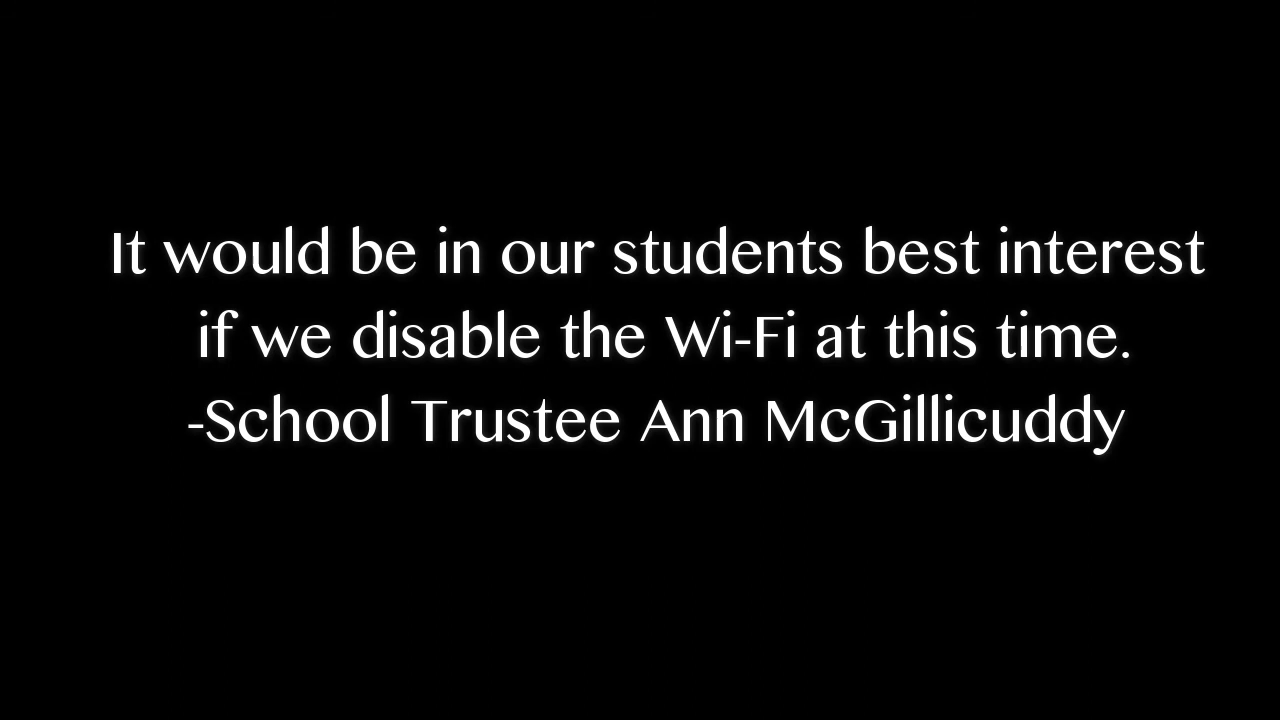 It would be in our students best interest
if we disable the Wi-Fi at this time.
-School Trustee Ann McGillicuddy